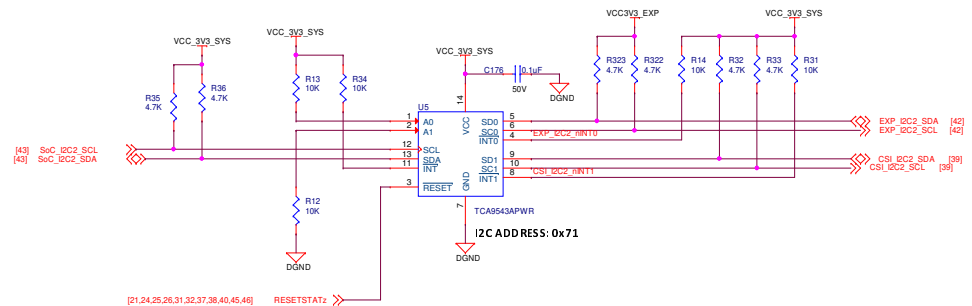 VCC3V3_EXP
VCC_3V3_SYS
VCC_3V3_SYS
VCC_3V3_SYS
VCC_3V3_SYS
R35
4.7K
R36
4.7K
R13
10K
R34
10K
C176
0.1uF
50V
DGND
R323
4.7K
R322
4.7K
R14
10K
R32
4.7K
R33
4.7K
R31
10K
U5
14
VCC
1
A0
2
A1
12
SCL
13
SDA
11
INT
3
RESET
GND
7
SD0
5
SC0
6
INT0
4
SD1
9
SC1
10
INT1
8
EXP_I2C2_nINT0
CSI_I2C2_nINT1
EXP_I2C2_SDA [42]
EXP_I2C2_SCL [42]
CSI_I2C2_SDA [39]
CSI_I2C2_SCL [39]
[43] SoC_I2C2_SCL
[43] SoC_I2C2_SDA
R12
10K
DGND
TCA9543APWR
I2C ADDRESS: 0x71
DGND
[21,24,25,26,31,32,37,38,40,45,46] RESETSTATz